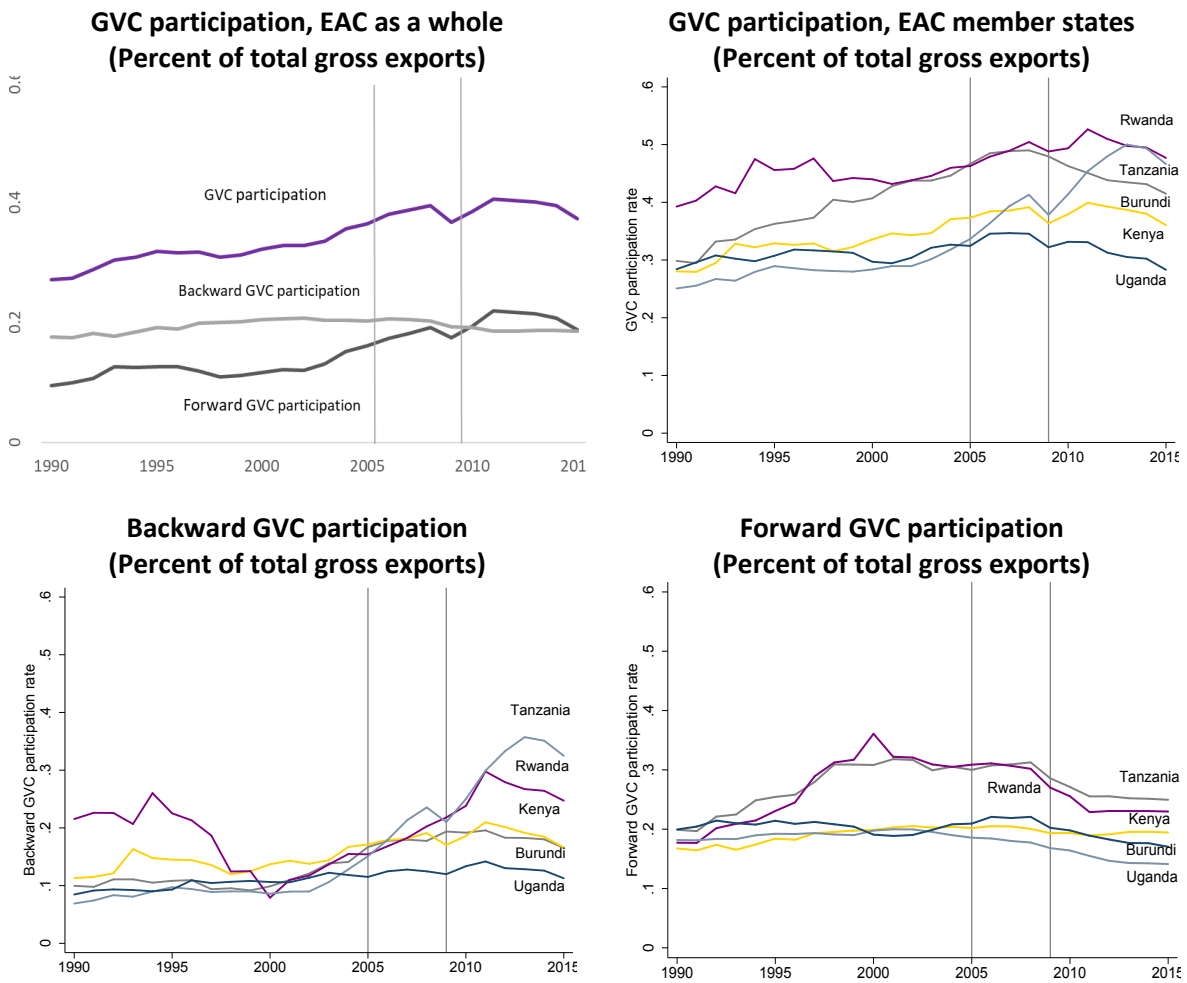 GVC participation, EAC as a whole
(Percent of total gross exports)
0.6
0.4
0.2
0
GVC participation
Backward GVC participation
Forward GVC participation
1990 1995 2000 2005 2010 201
GVC participation, EAC member states
(Percent of total gross exports)
GVC participation rate
.6
.5
.4
.3
.2
.1
0
Rwanda
Tanzania
Burundi
Kenya
Uganda
1990 1995 2000 2005 2010 2015
Backward GVC participation
(Percent of total gross exports)
Backward GVC participation rate
.6
.5
.4
.3
.2
.1
0
Tanzania
Rwanda
Kenya
Burundi
Uganda
1990 1995 2000 2005 2010 2015
Forward GVC participation
(Percent of total gross exports)
Forward GVC participation rate
.6
.5
.4
.3
.2
.1
0
Tanzania
Rwanda
Kenya
Burundi
Uganda
1990 1995 2000 2005 2010 2015